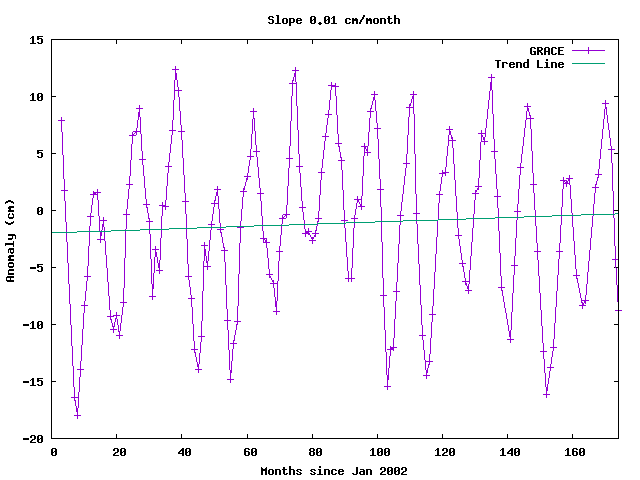 Slope 0.01 cm/month
GRACE
Trend Line
15
10
5
0
-5
-10
-15
-20
Anomaly (cm)
0 20 40 60 80 100 120 140 160
Months since Jan 2002